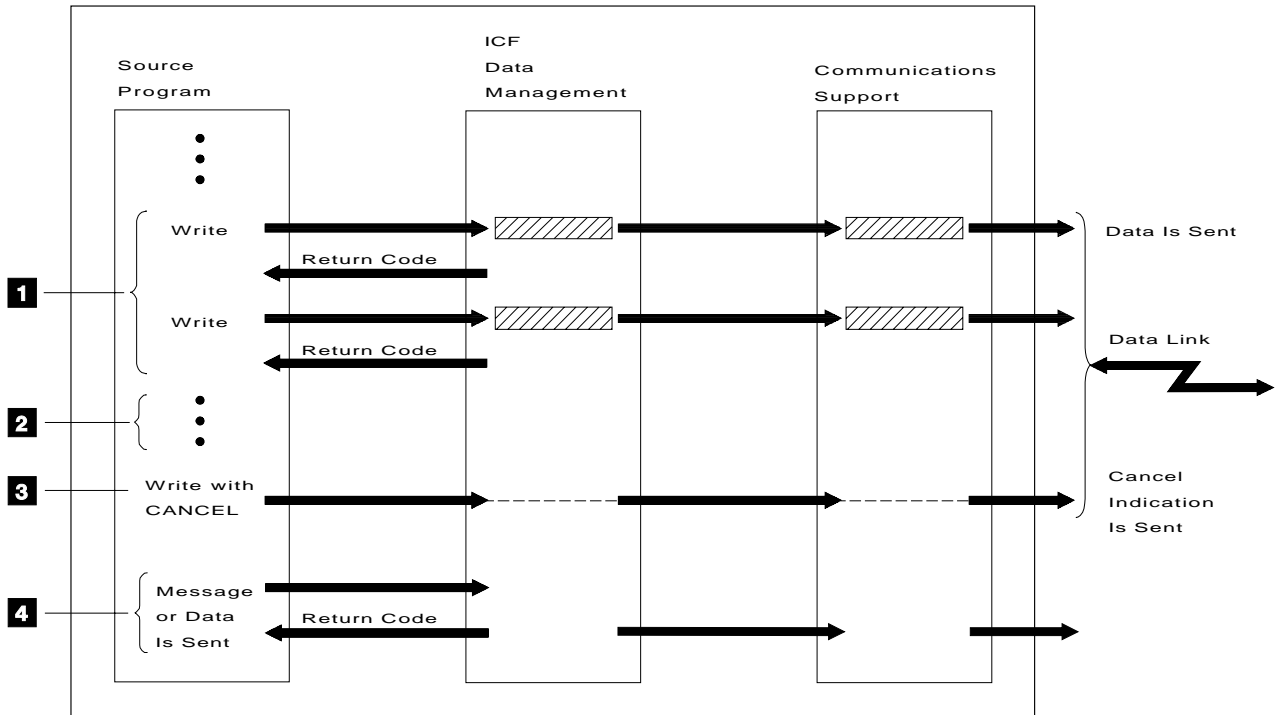 Source
Program
ICF
Data
Management
Communications
Support
Write
Data Is Sent
Return Code
1
Write
Return Code
Data Link
2
3
Write with
CANCEL
Cancel
Indication
Is Sent
4
Message
or Data
Is Sent
Return Code